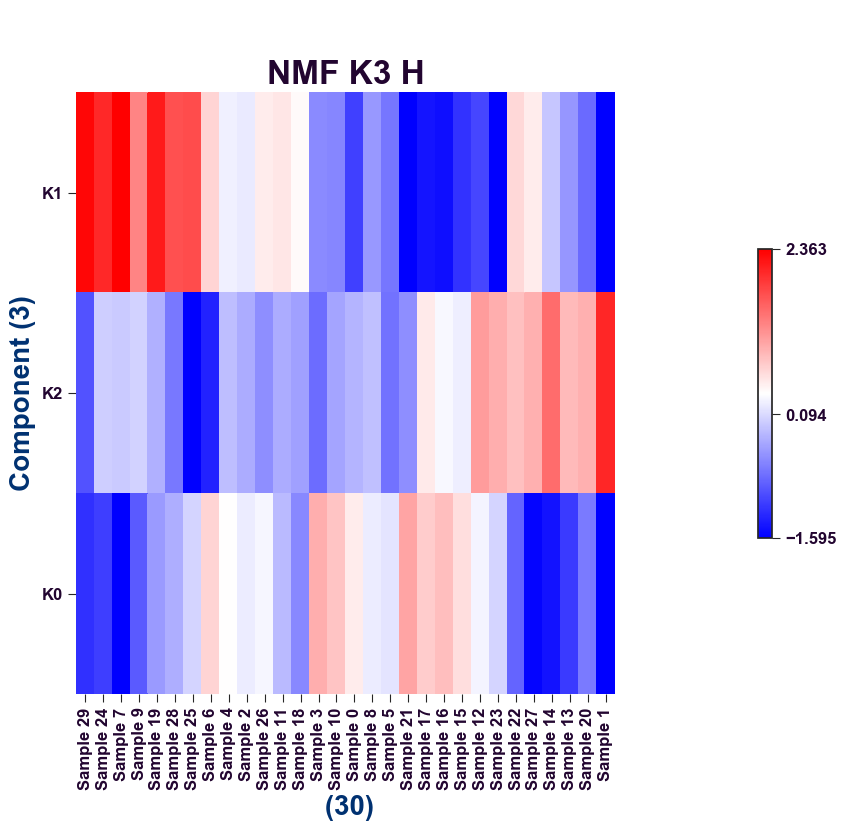 NMF K3 H
K1
K2
K0
Component (3)
2.363
0.094
−1.595
Sample 29
Sample 24
Sample 7
Sample 9
Sample 19
Sample 28
Sample 25
Sample 6
Sample 4
Sample 2
Sample 26
Sample 11
Sample 18
Sample 3
Sample 10
Sample 0
Sample 8
Sample 5
Sample 21
Sample 17
Sample 16
Sample 15
Sample 12
Sample 23
Sample 22
Sample 27
Sample 14
Sample 13
Sample 20
Sample 1
(30)